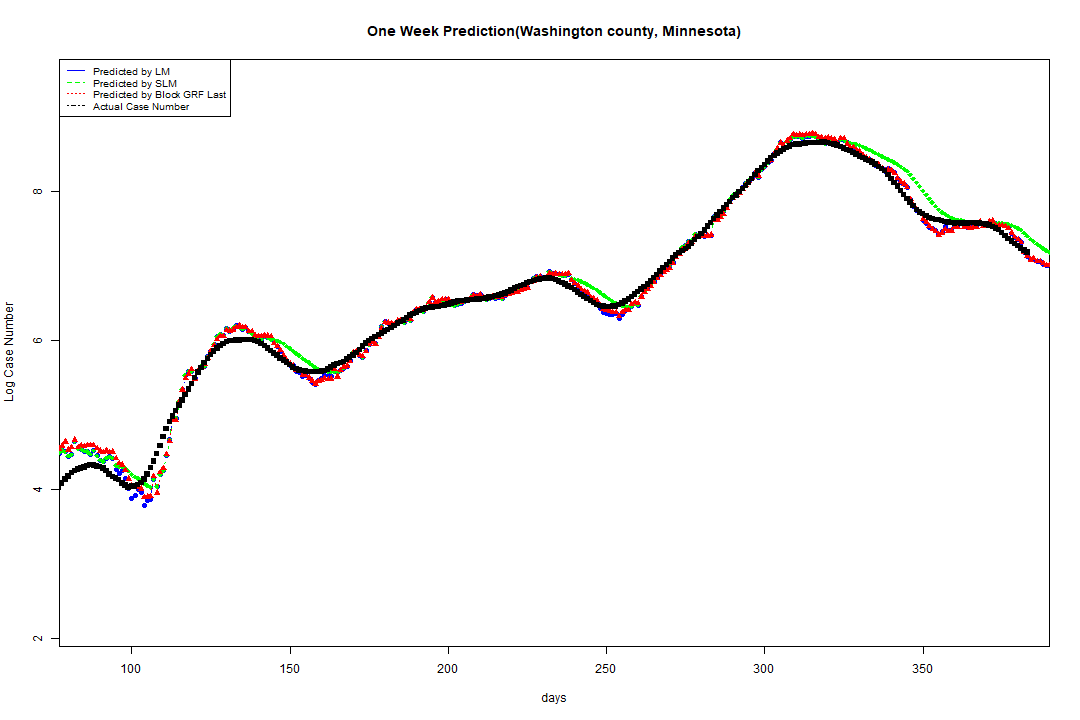 One Week Prediction(Washington county, Minnesota)
Predicted by LM
Predicted by SLM
Predicted by Block GRF Last
Actual Case Number
8
6
4
2
Log Case Number
100 150 200 250 300 350
days